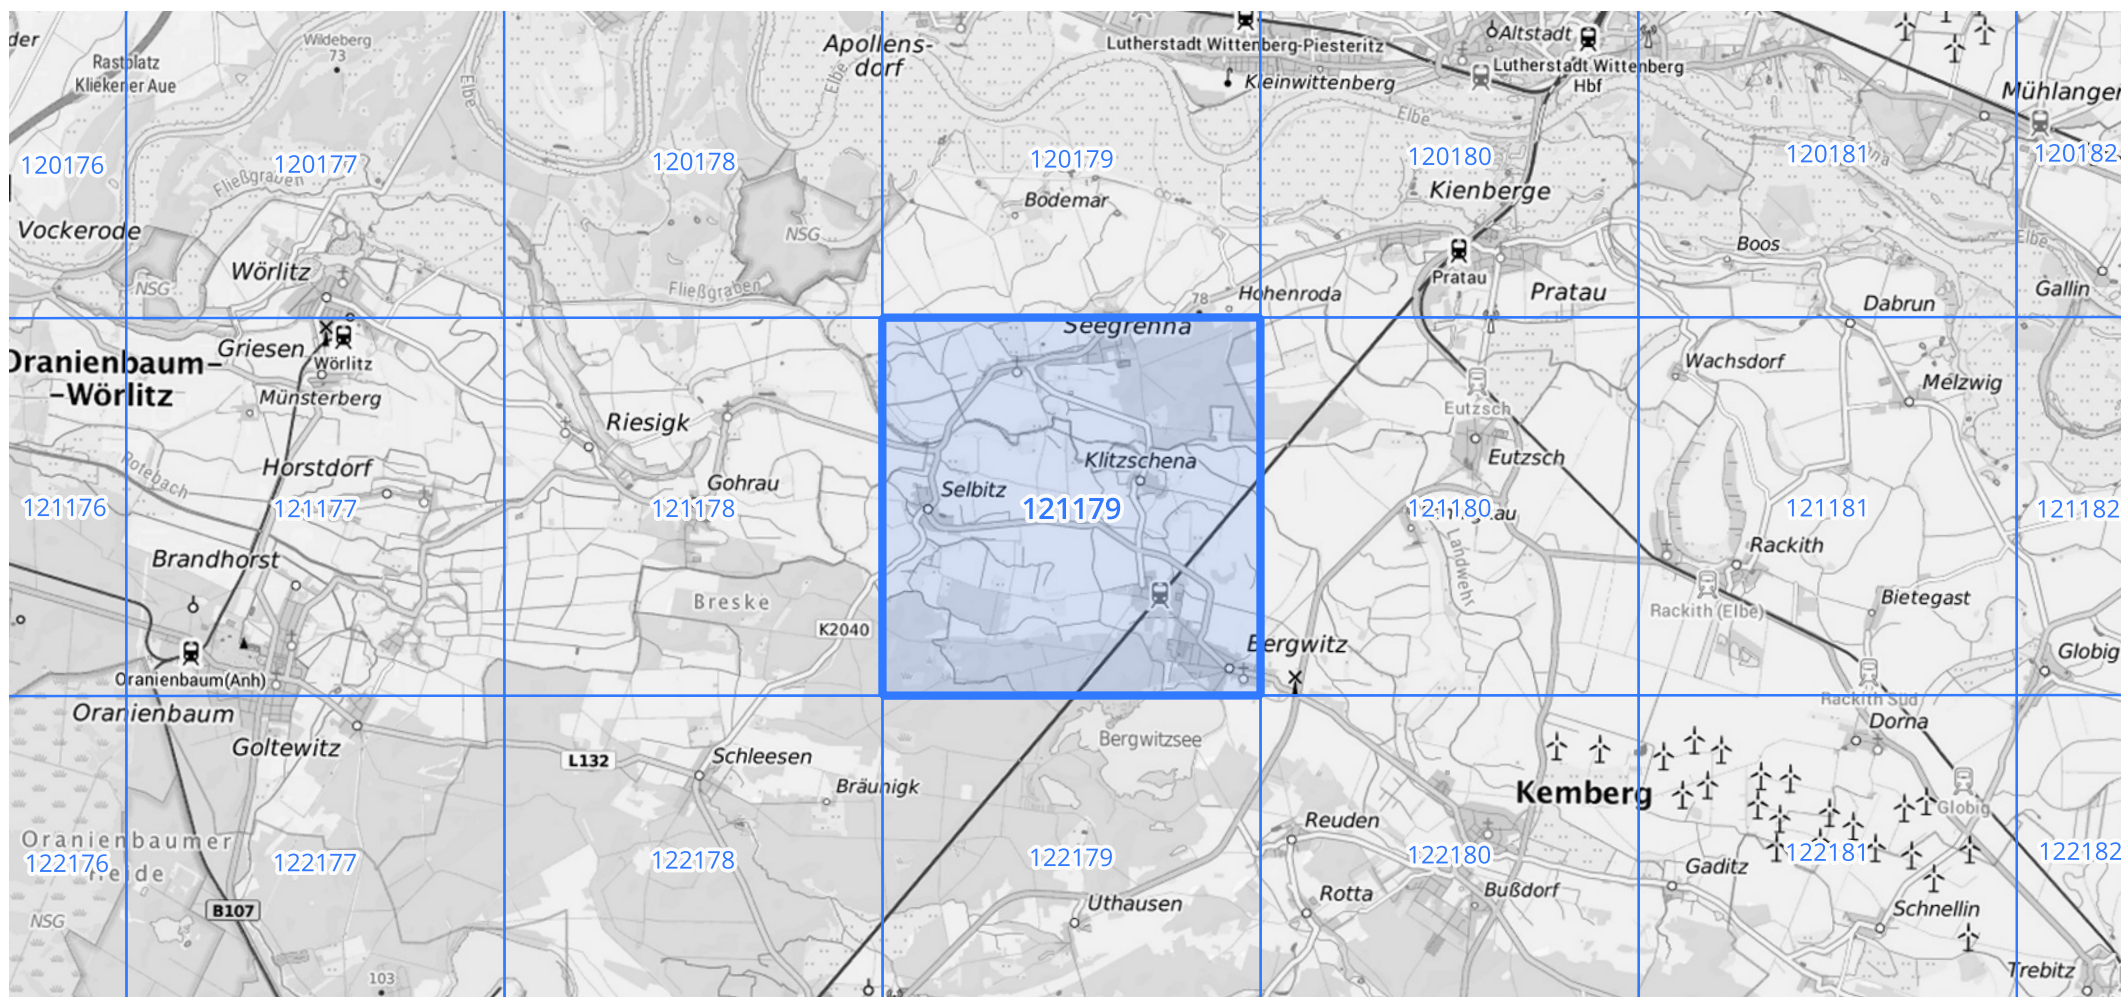 Wildeberg
73
Rastplatz
Kliekener Aue
Elbe
Apollens-
dorf
Elbe
Lutherstadt Wittenberg-Piesteritz
Kleinwittenberg
Altstadt
Lutherstadt Wittenberg
Hbf
Elbe
Mühlanger
120176
120177
120178
120179
120180
120181
120182
Fließgraben
Vockerode
Wörlitz
NSG
NSG
Fließgraben
Bodemar
Kienberge
Pratau
Pratau
Hohenroda
78
Boos
Dabrun
Elbe
Gallin
Oranienbaum-
-Wörlitz
Griesen
Wörlitz
Münsterberg
Riesigk
Seegrehna
Eutzsch
Wachsdorf
Melzwig
Rotebach
Horstdorf
Gohrau
Selbitz
Klitzschena
Eutzsch
121176
121177
121178
121179
121180
121181
121182
Landwehr
Brandhorst
Rackith
Breske
K2040
Rackith (Elbe)
Bietegast
Oranienbaum(Anh)
Bergwitz
Globig
Rackith Süd
Oranienbaum
Goltewitz
L132
Schleesen
Bräunigk
Bergwitzsee
Dorna
Kemberg
Globig
Oranienbaumer
Heide
122176
122177
122178
122179
122180
122181
122182
Reuden
Gaditz
NSG
B107
Uthausen
Rotta
Bußdorf
Schnellin
103
Trebitz